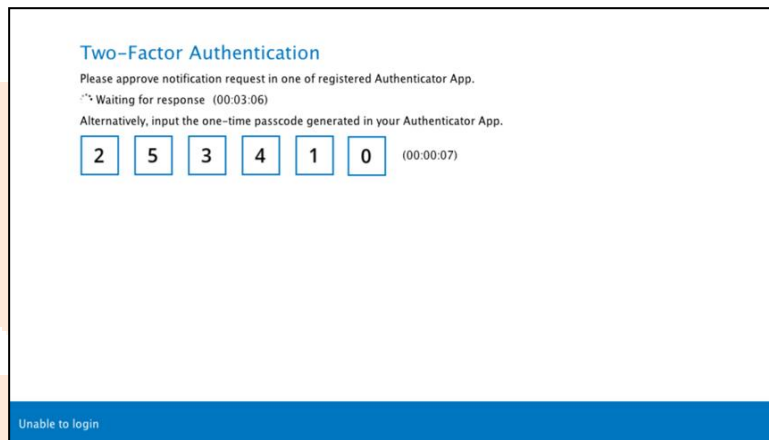 Two-Factor Authentication
Please approve notification request in one of registered Authenticator App.
Waiting for response (00:03:06)
Alternatively, input the one-time passcode generated in your Authenticator App.
2 5 3 4 1 0 (00:00:07)
Unable to login